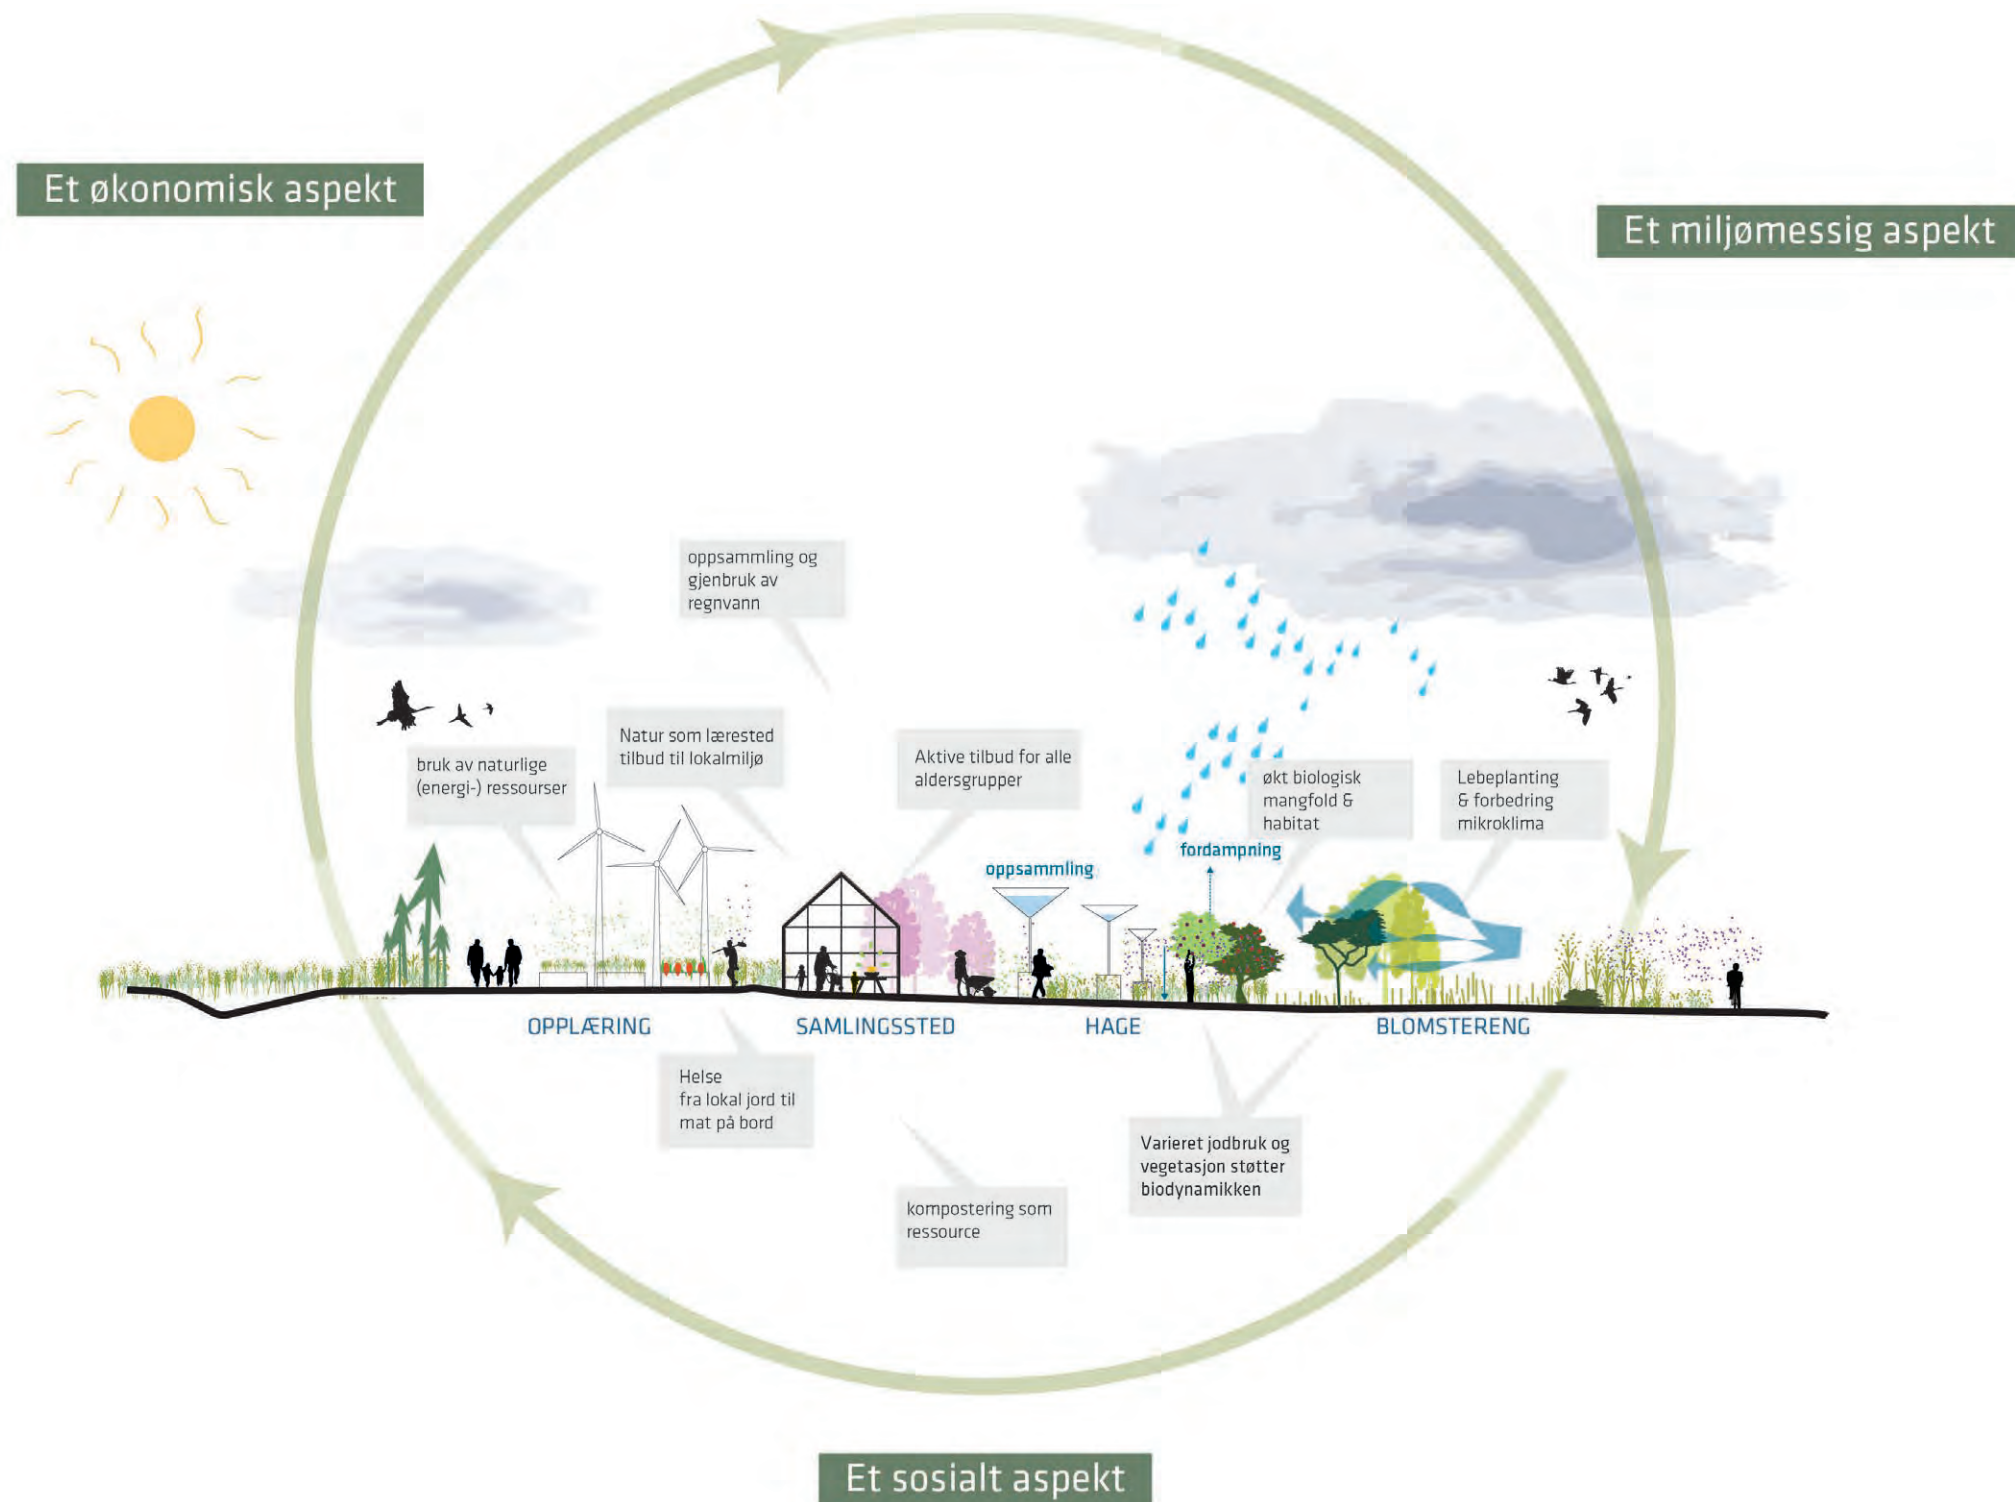 Et økonomisk aspekt
Et miljømessig aspekt
oppsammling og
gjenbruk av
regnvann
Natur som lærested
tilbud til lokalmiljø
bruk av naturlige
(energi-) ressourser
Aktive tilbud for alle
aldersgrupper
økt biologisk
mangfold &
habitat
Lebeplanting
& forbedring
mikroklima
oppsammling
fordampning
OPPLÆRING
SAMLINGSSTED
HAGE
BLOMSTERENG
Helse
fra lokal jord til
mat på bord
Varieret jodbruk og
vegetasjon støtter
biodynamikken
kompostering som
ressource
Et sosialt aspekt